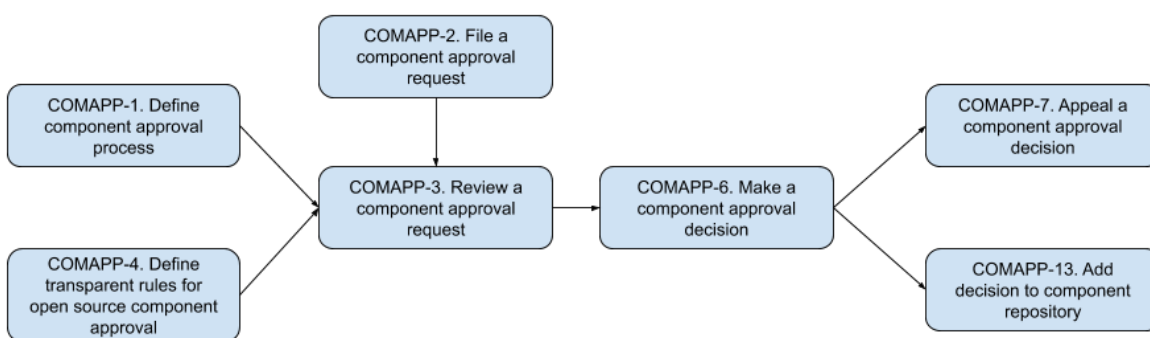 COMAPP-2. File a
component approval
request
COMAPP-1. Define
component approval
process
COMAPP-7. Appeal a
component approval
decision
COMAPP-3. Review a
component approval
request
COMAPP-6. Make a
component approval
decision
COMAPP-4. Define
transparent rules for
open source component
approval
COMAPP-13. Add
decision to component
repository